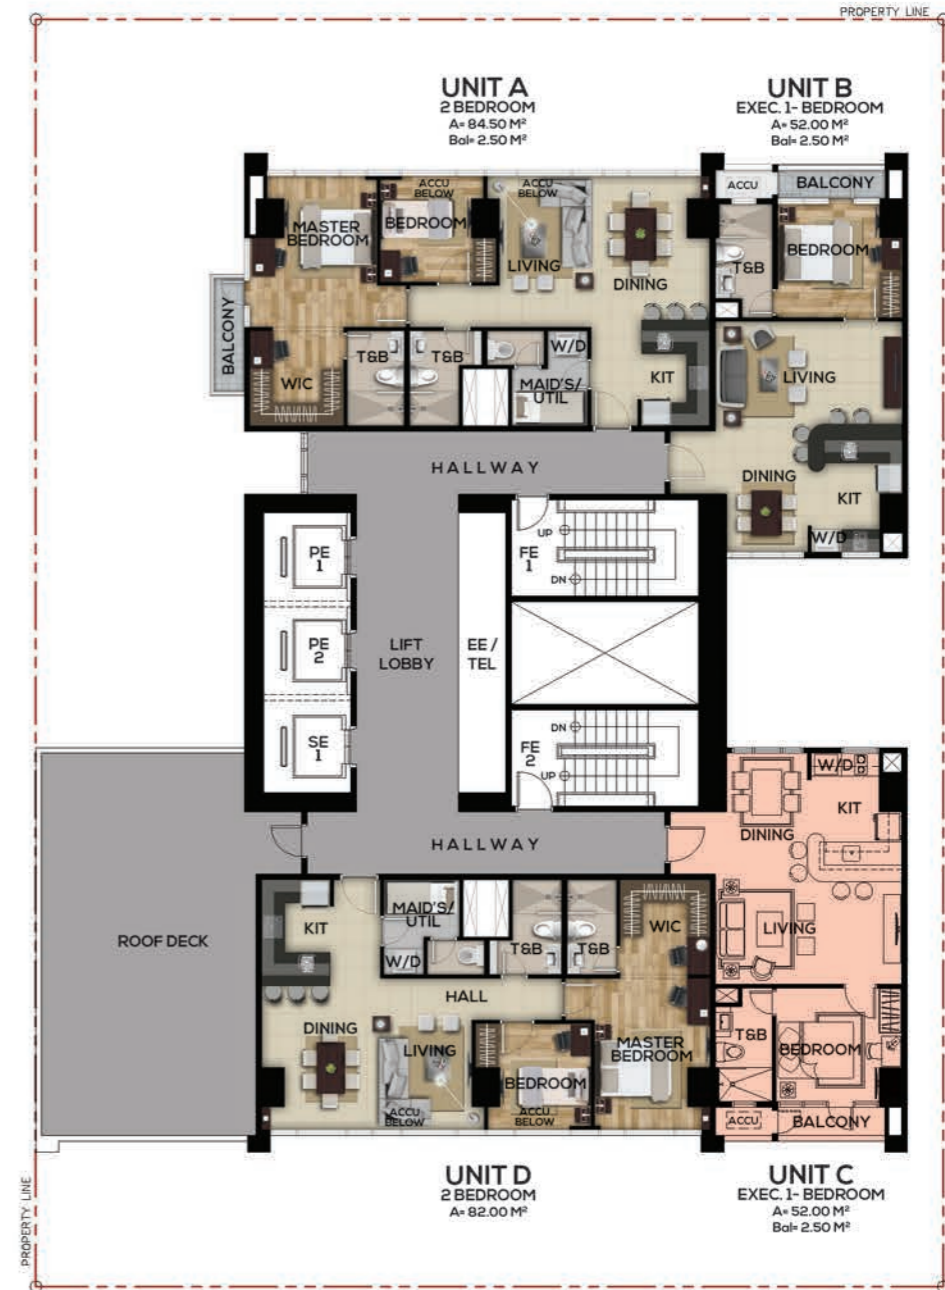 PROPERTY LINE
UNIT A
2 BEDROOM
A= 84.50 M²
Bal= 2.50 M²
UNIT B
EXEC. 1- BEDROOM
A= 52.00 M²
Bal= 2.50 M²
MASTER
BEDROOM
ACCU
BELOW
BEDROOM
ACCU
BELOW
LIVING
DINING
ACCU
BALCONY
T&B
BEDROOM
BALCONY
WIC
T&B
T&B
W/D
MAID'S/
UTIL
KIT
LIVING
DINING
KIT
W/D
HALLWAY
PE
1
PE
2
SE
1
LIFT
LOBBY
EE /
TEL
FE
1
UP
DN
FE
2
DN
UP
HALLWAY
ROOF DECK
KIT
MAID'S/
UTIL
W/D
T&B
T&B
WIC
HALL
DINING
LIVING
ACCU
BELOW
BEDROOM
ACCU
BELOW
MASTER
BEDROOM
W/D
KIT
DINING
LIVING
T&B
BEDROOM
ACCU
BALCONY
UNIT D
2 BEDROOM
A= 82.00 M²
UNIT C
EXEC. 1- BEDROOM
A= 52.00 M²
Bal= 2.50 M²
PROPERTY LINE